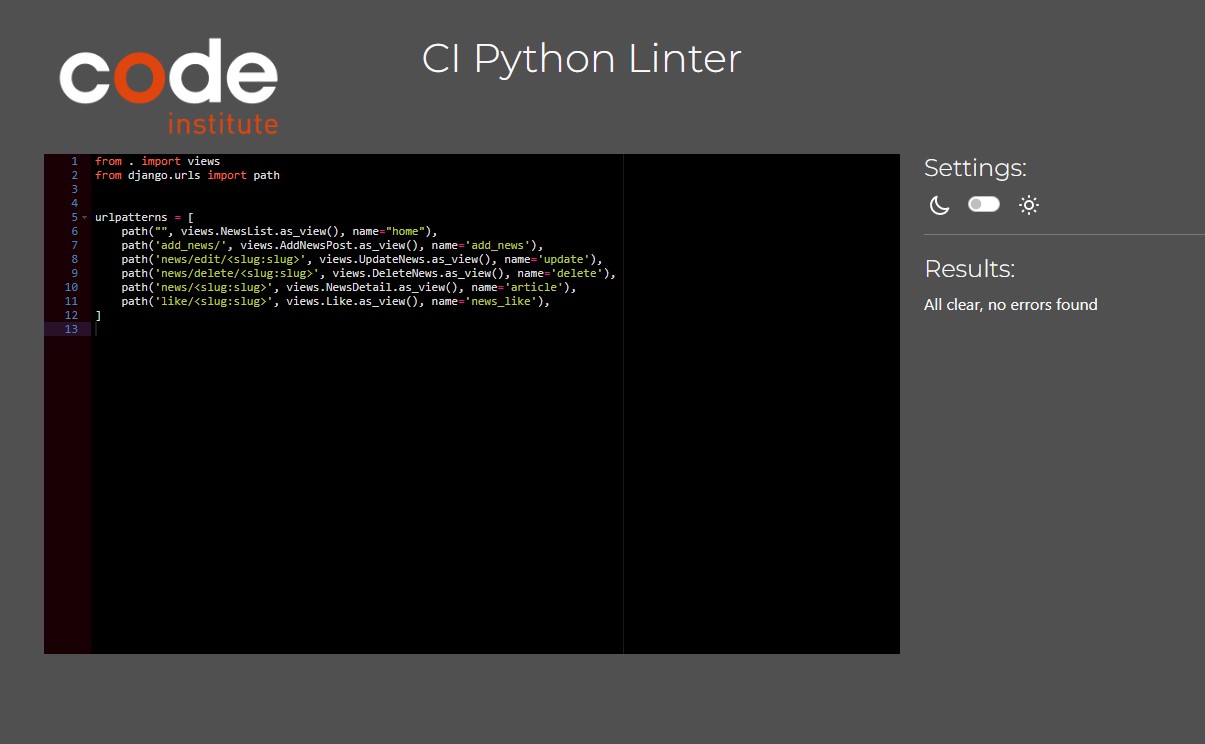 code
institute
CI Python Linter
1 from . import views
2 from django.urls import path
3
4
5 urlpatterns = [
6     path("", views.NewsList.as_view(), name="home"),
7     path('add_news/', views.AddNewsPost.as_view(), name='add_news'),
8     path('news/edit/<slug:slug>', views.UpdateNews.as_view(), name='update'),
9     path('news/delete/<slug:slug>', views.DeleteNews.as_view(), name='delete'),
10     path('news/<slug:slug>', views.NewsDetail.as_view(), name='article'),
11     path('like/<slug:slug>', views.Like.as_view(), name='news_like'),
12 ]
13
Settings:
Results:
All clear, no errors found